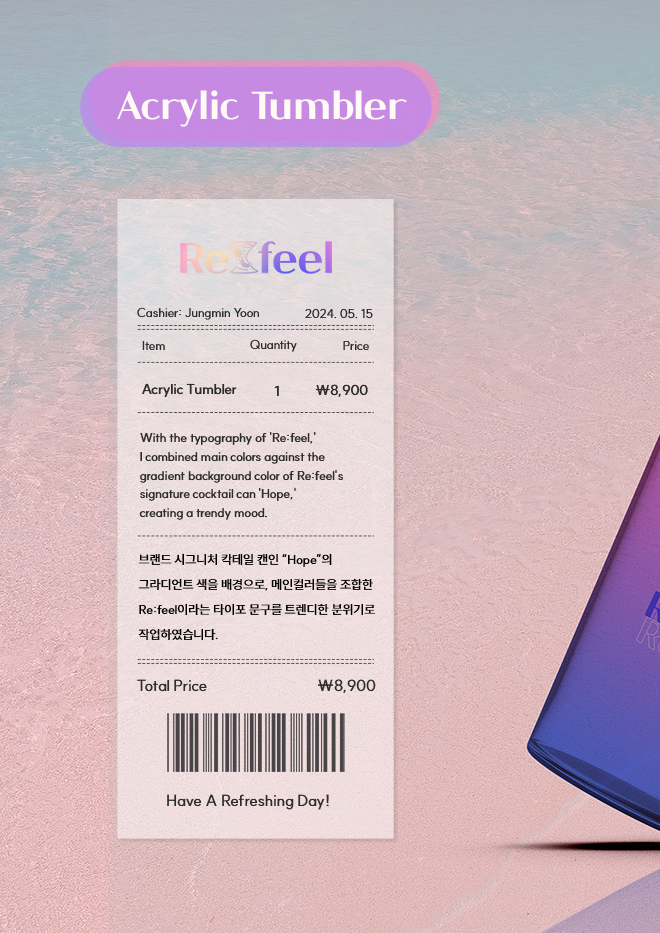 Acrylic Tumbler
Re:feel
Cashier: Jungmin Yoon 2024. 05. 15
Item Quantity Price
Acrylic Tumbler 1 ₩8,900
With the typography of 'Re:feel,'
I combined main colors against the
gradient background color of Re:feel's
signature cocktail can 'Hope,'
creating a trendy mood.
브랜드 시그니처 칵테일 캔인 “Hope”의
그라디언트 색을 배경으로, 메인컬러들을 조합한
Re:feel이라는 타이포 문구를 트렌디한 분위기로
작업하였습니다.
Total Price ₩8,900
Have A Refreshing Day!